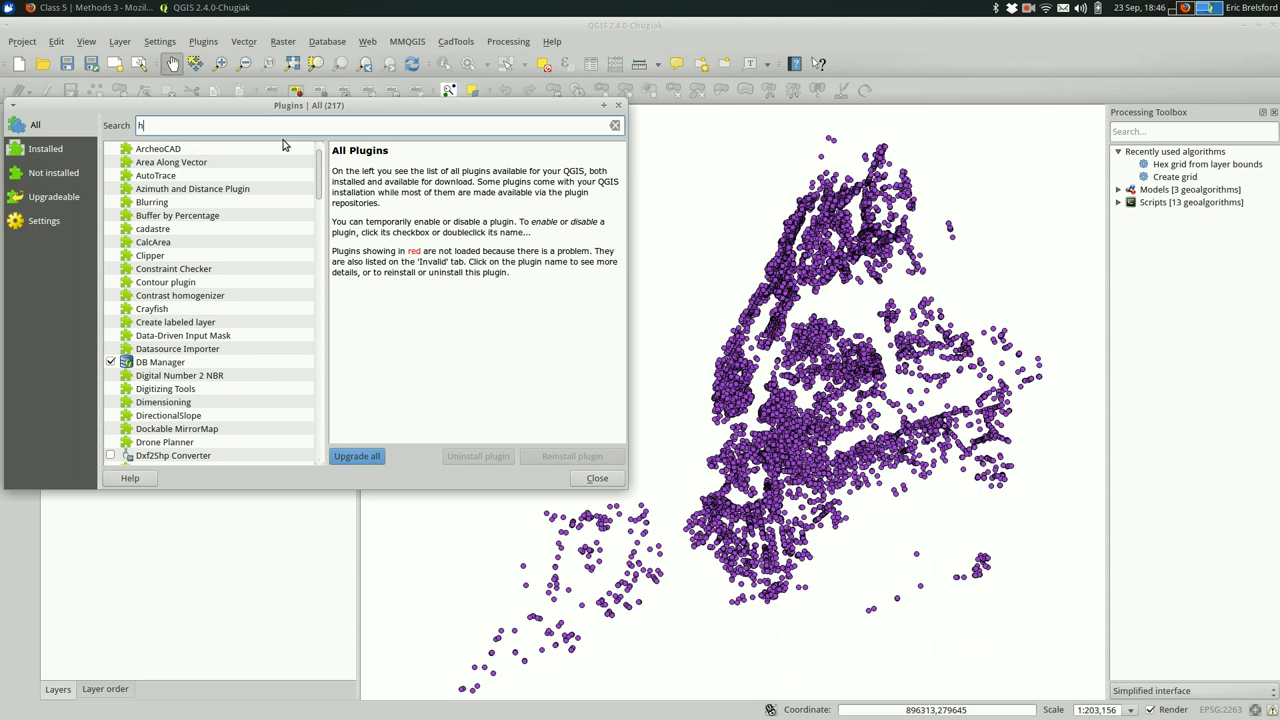 Class 5 | Methods 3 - Mozil...
QGIS 2.4.0-Chugiak
23 Sep, 18:46
Eric Brelsford
QGIS 2.4.0-Chugiak
Project Edit View Layer Settings Plugins Vector Raster Database Web MMQGIS CadTools Processing Help
Plugins | All (217)
All
Installed
Not installed
Upgradeable
Settings
Search h
ArcheoCAD
Area Along Vector
AutoTrace
Azimuth and Distance Plugin
Blurring
Buffer by Percentage
cadastre
CalcArea
Clipper
Constraint Checker
Contour plugin
Contrast homogenizer
Crayfish
Create labeled layer
Data-Driven Input Mask
Datasource Importer
DB Manager
Digital Number 2 NBR
Digitizing Tools
Dimensioning
DirectionalSlope
Dockable MirrorMap
Drone Planner
Dxf2Shp Converter
All Plugins
On the left you see the list of all plugins available for your QGIS, both
installed and available for download. Some plugins come with your QGIS
installation while most of them are made available via the plugin
repositories.
You can temporarily enable or disable a plugin. To enable or disable a
plugin, click its checkbox or doubleclick its name...
Plugins showing in red are not loaded because there is a problem. They
are also listed on the 'Invalid' tab. Click on the plugin name to see more
details, or to reinstall or uninstall this plugin.
Upgrade all
Uninstall plugin
Reinstall plugin
Help
Close
Processing Toolbox
Search...
Recently used algorithms
Hex grid from layer bounds
Create grid
Models [3 geoalgorithms]
Scripts [13 geoalgorithms]
Simplified interface
Layers
Layer order
Coordinate: 896313,279645
Scale 1:203,156
Render
EPSG:2263